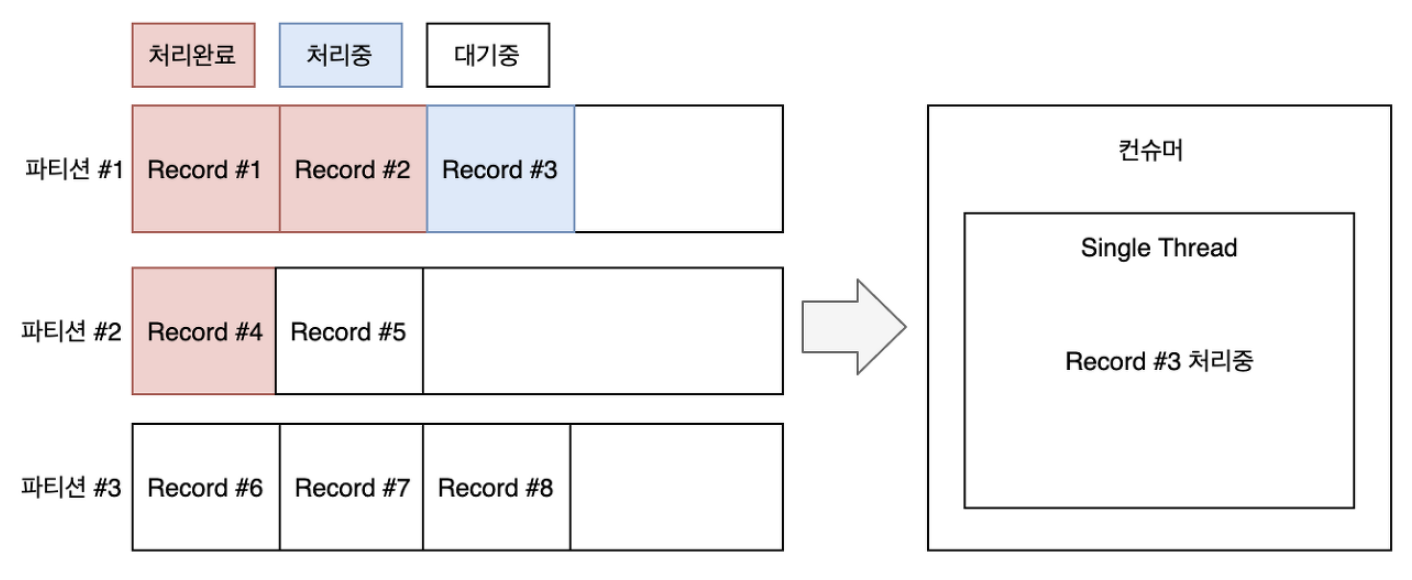 처리완료
처리중
대기중
파티션 #1
Record #1
Record #2
Record #3
파티션 #2
Record #4
Record #5
파티션 #3
Record #6
Record #7
Record #8
컨슈머
Single Thread
Record #3 처리중